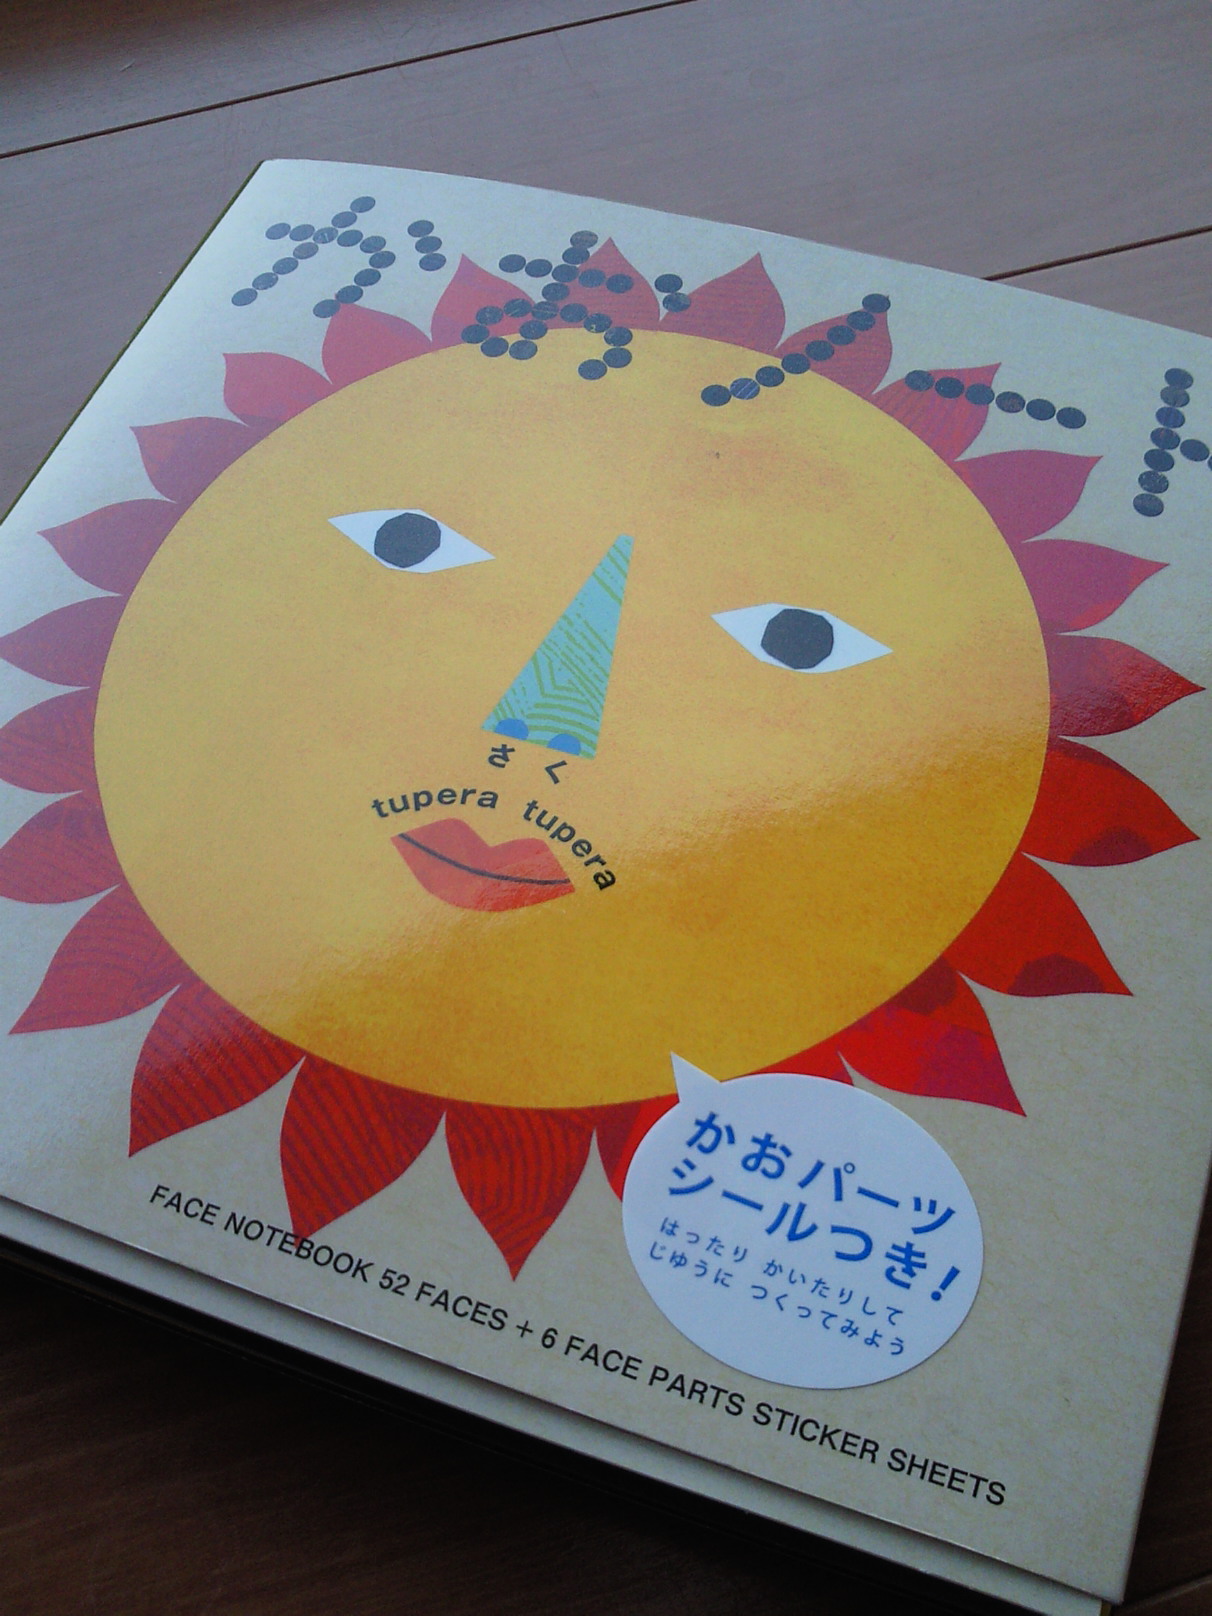 かおノート
さく
tupera tupera
かおパーツ
シールつき!
はったり かいたりして
じゆうに つくってみよう
FACE NOTEBOOK 52 FACES + 6 FACE PARTS STICKER SHEETS